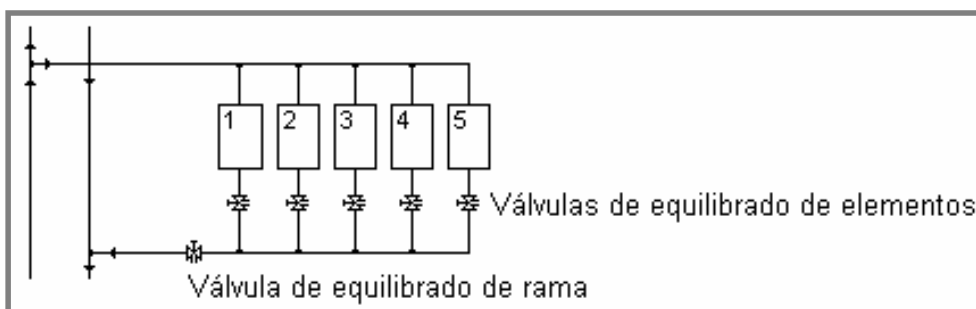 1 2 3 4 5
Válvulas de equilibrado de elementos
Válvula de equilibrado de rama